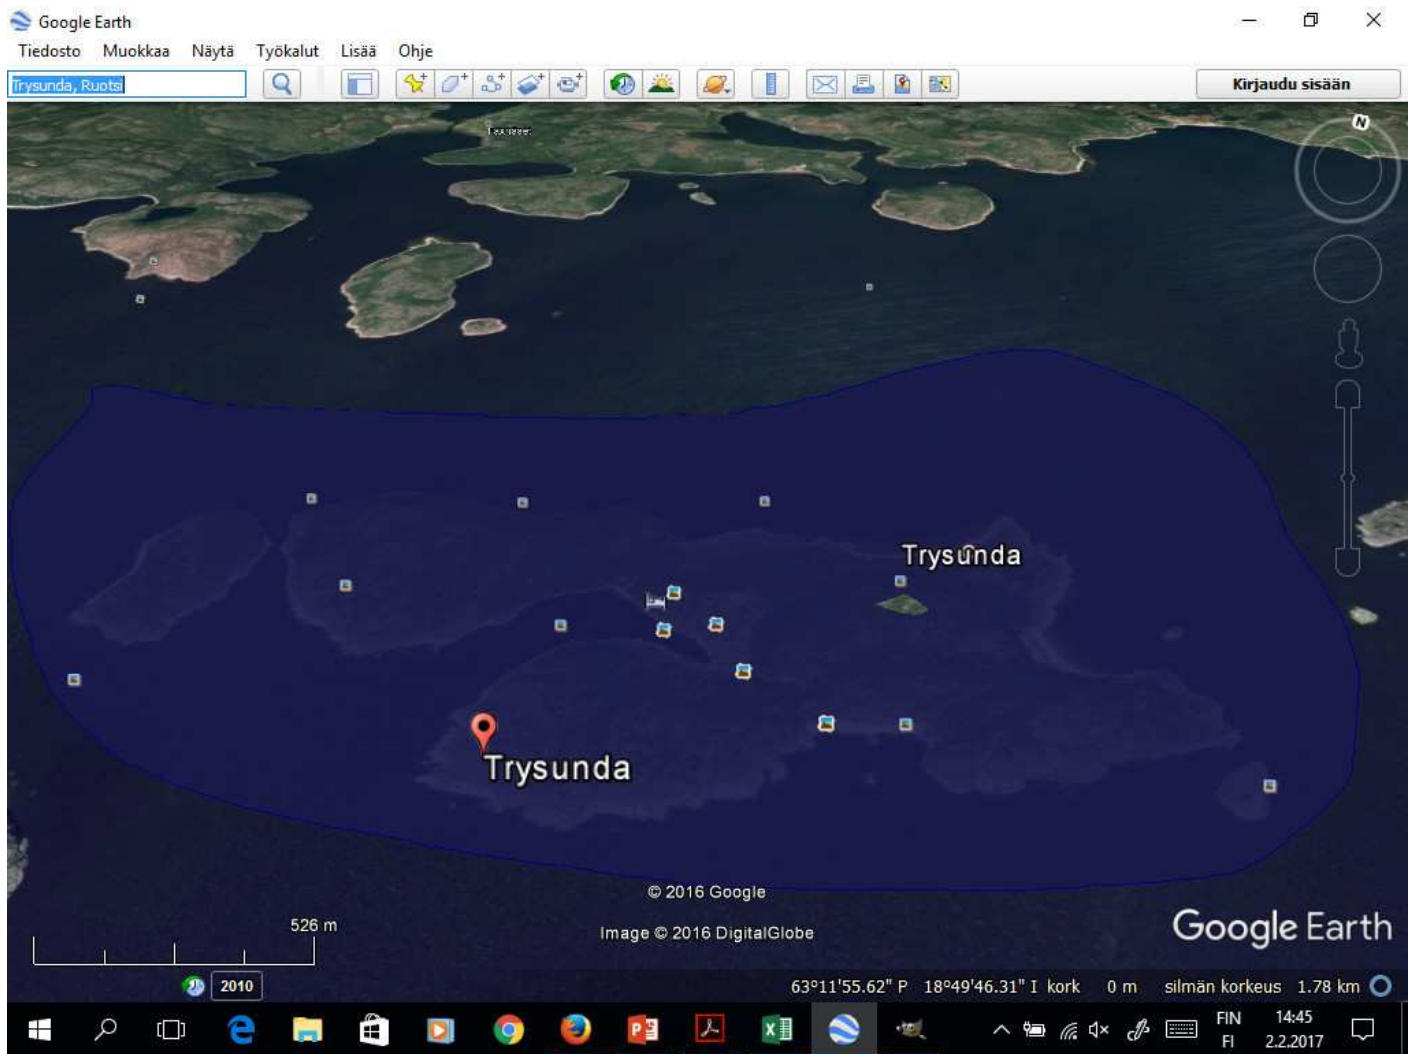 Google Earth
Tiedosto Muokkaa Näytä Työkalut Lisää Ohje
Trysunda, Ruotsi
Kirjaudu sisään
N
Trysunda
Trysunda
© 2016 Google
526 m
Image © 2016 DigitalGlobe
Google Earth
2010
63°11'55.62" P 18°49'46.31" I kork 0 m silmän korkeus 1.78 km
FIN 14:45
FI 2.2.2017